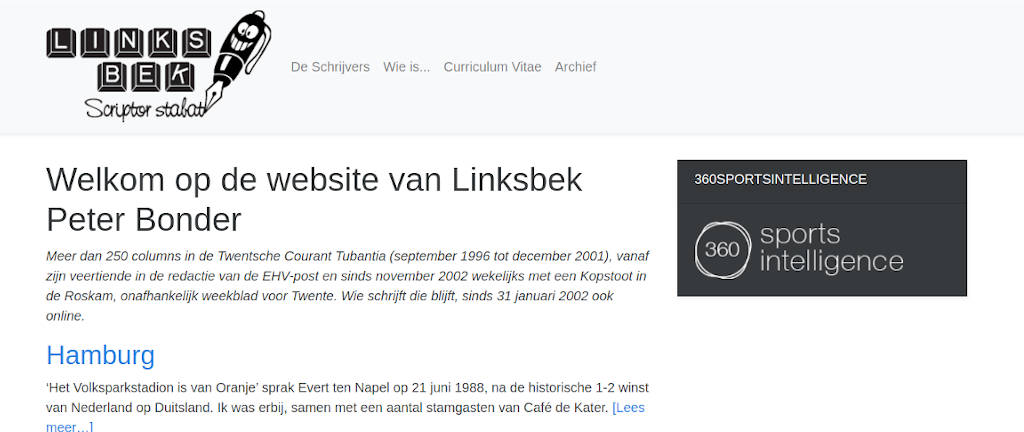 LINKS
BEK
Scriptor stabat
De Schrijvers Wie is... Curriculum Vitae Archief
Welkom op de website van Linksbek
Peter Bonder
Meer dan 250 columns in de Twentsche Courant Tubantia (september 1996 tot december 2001), vanaf
zijn veertiende in de redactie van de EHV-post en sinds november 2002 wekelijks met een Kopstoot in
de Roskam, onafhankelijk weekblad voor Twente. Wie schrijft die blijft, sinds 31 januari 2002 ook
online.
Hamburg
‘Het Volksparkstadion is van Oranje’ sprak Evert ten Napel op 21 juni 1988, na de historische 1-2 winst
van Nederland op Duitsland. Ik was erbij, samen met een aantal stamgasten van Café de Kater. [Lees
meer…]
360SPORTSINTELLIGENCE
360 sports
intelligence